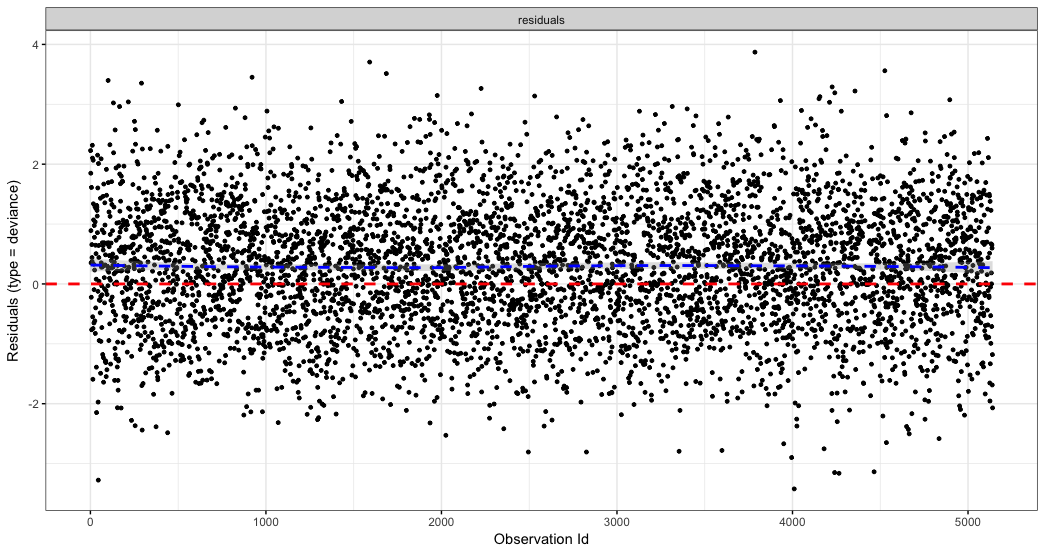 residuals
4
2
0
-2
Residuals (type = deviance)
0 1000 2000 3000 4000 5000
Observation Id